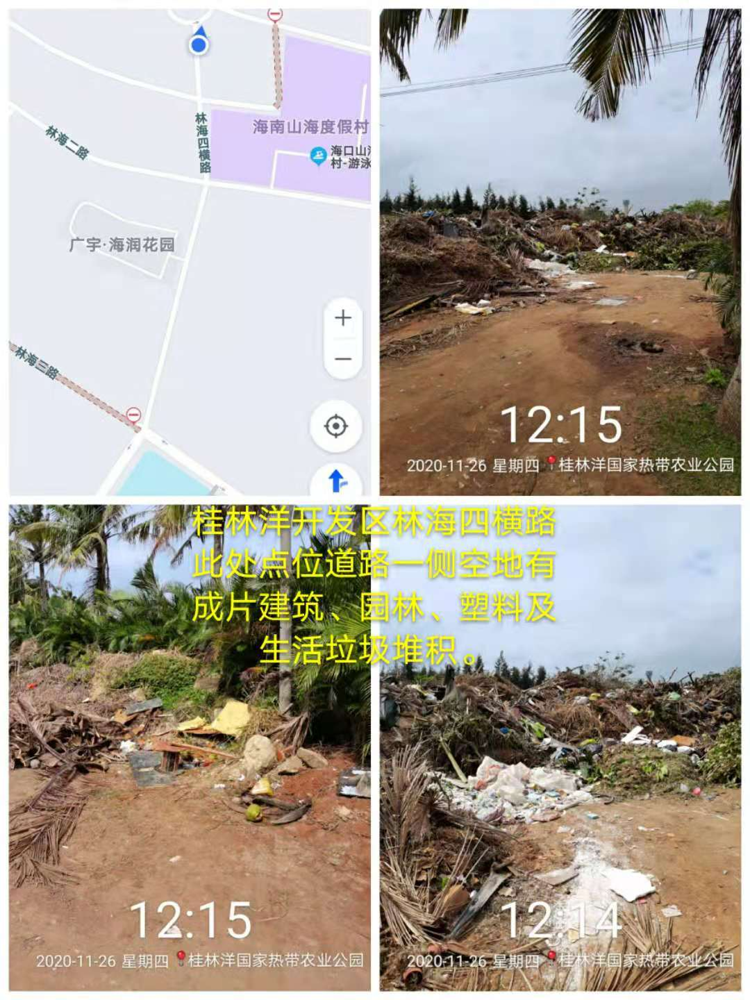 海南山海度假村
林海四横路
林海二路
海口山海
村-游泳
广宇·海润花园
林海三路
12:15
2020-11-26 星期四 桂林洋国家热带农业公园
桂林洋开发区林海四横路
此处点位道路一侧空地有
成片建筑、园林、塑料及
生活垃圾堆积。
12:15
2020-11-26 星期四 桂林洋国家热带农业公园
12:14
2020-11-26 星期四 桂林洋国家热带农业公园